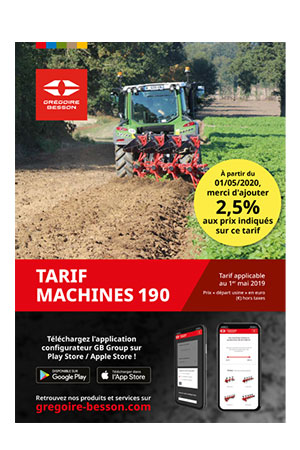 GRÉGOIRE
BESSON
À partir du
01/05/2020,
merci d'ajouter
2,5%
aux prix indiqués
sur ce tarif
TARIF
MACHINES 190
Tarif applicable
au 1er mai 2019
Prix « départ usine » en euro
(€) hors taxes
Téléchargez l'application
configurateur GB Group sur
Play Store / Apple Store !
DISPONIBLE SUR
Google Play
Télécharger dans
l'App Store
Retrouvez nos produits et services sur
gregoire-besson.com